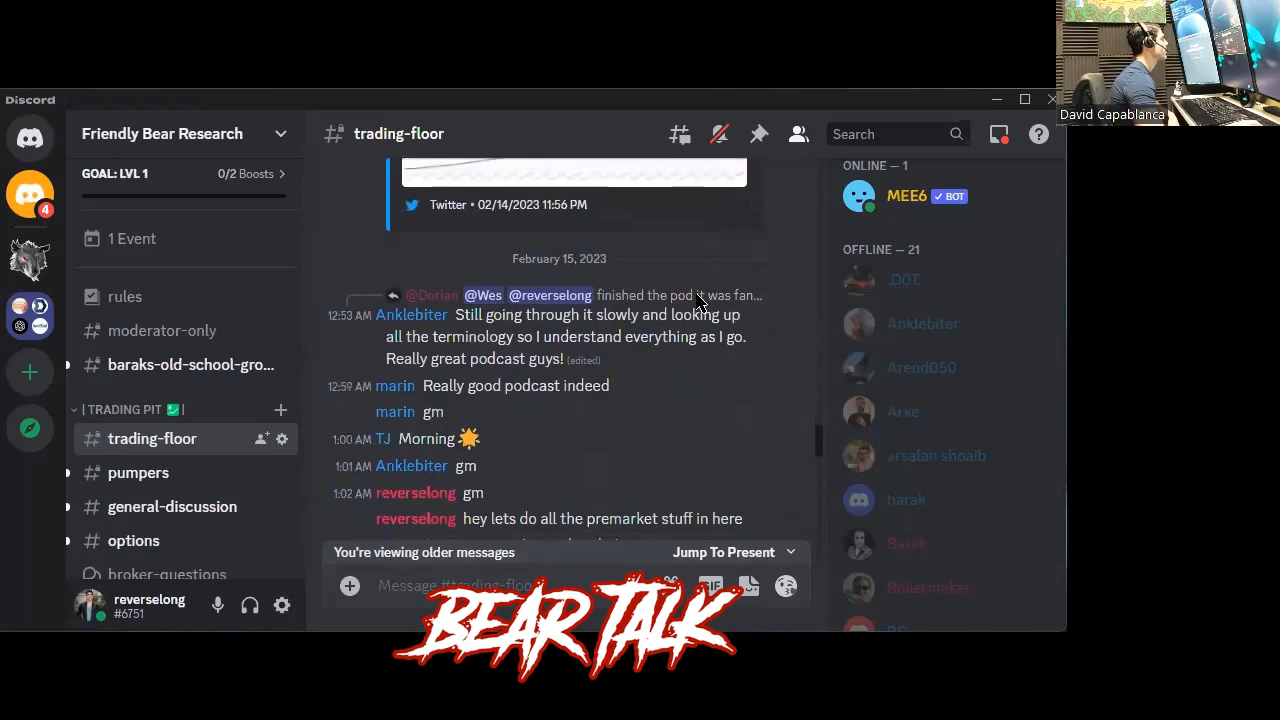 David Capablanca
Discord
Friendly Bear Research
trading-floor
Search
GOAL: LVL 1
0/2 Boosts
1 Event
rules
moderator-only
baraks-old-school-gro...
4
| TRADING PIT 💹 |
trading-floor
pumpers
general-discussion
options
broker-questions
reverselong
#6751
Twitter • 02/14/2023 11:56 PM
February 15, 2023
@Dorian @Wes @reverselong finished the pod it was fan...
12:53 AM Anklebiter Still going through it slowly and looking up
all the terminology so I understand everything as I go.
Really great podcast guys! (edited)
12:59 AM marin Really good podcast indeed
marin gm
1:00 AM TJ Morning 🌟
1:01 AM Anklebiter gm
1:02 AM reverselong gm
reverselong hey lets do all the premarket stuff in here
You're viewing older messages
Jump To Present
Message #trading-floo
GIF
ONLINE — 1
MEE6 ✓ BOT
OFFLINE — 21
.D0T.
Anklebiter
Arend050
Arke
arsalan shoaib
barak
Barak
Boilermaker
BEAR TALK